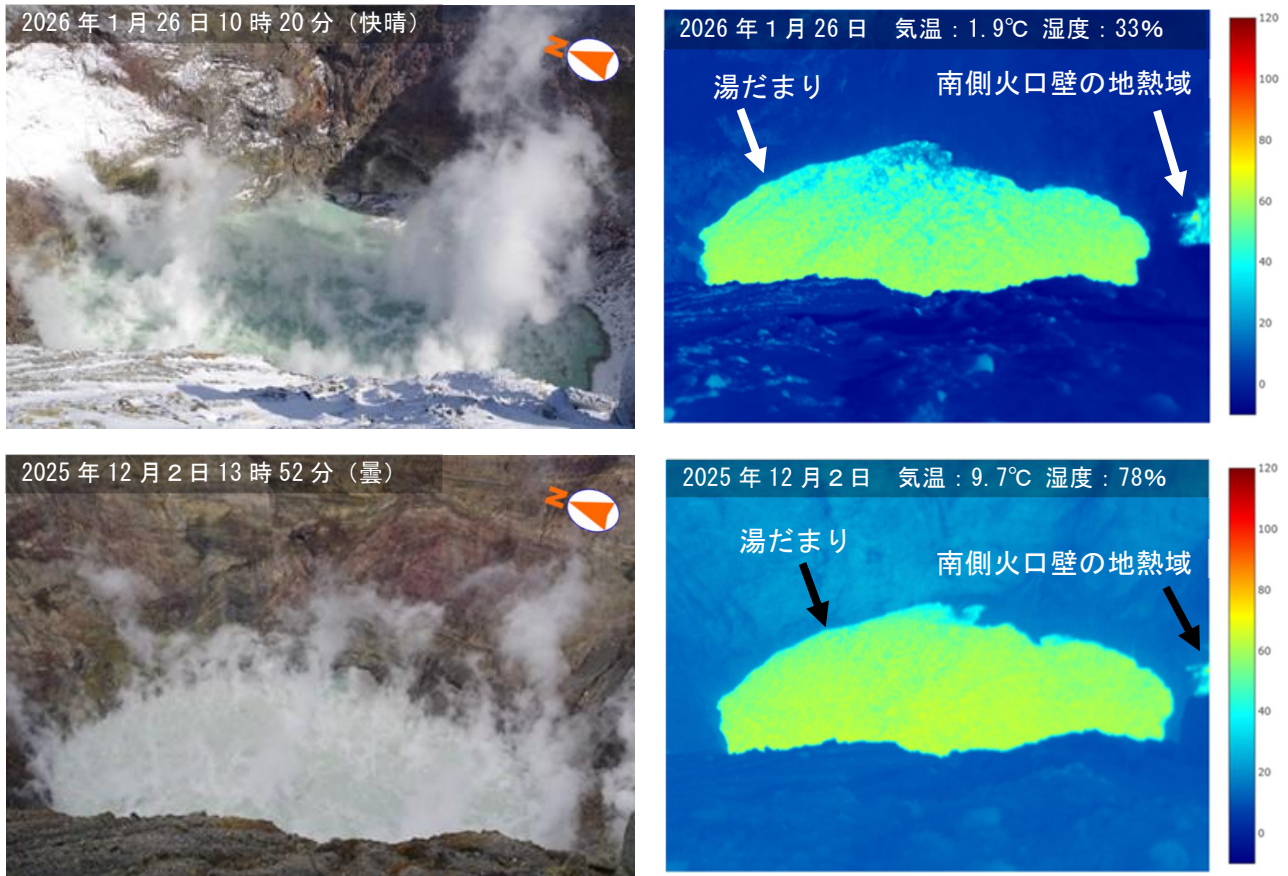 2026年1月26日10時20分（快晴）
N
2026年1月26日　気温：1.9℃ 湿度：33%
湯だまり
南側火口壁の地熱域
120
100
80
60
40
20
0
2025年12月２日13時52分（曇）
N
2025年12月２日　気温：9.7℃ 湿度：78%
湯だまり
南側火口壁の地熱域
120
100
80
60
40
20
0